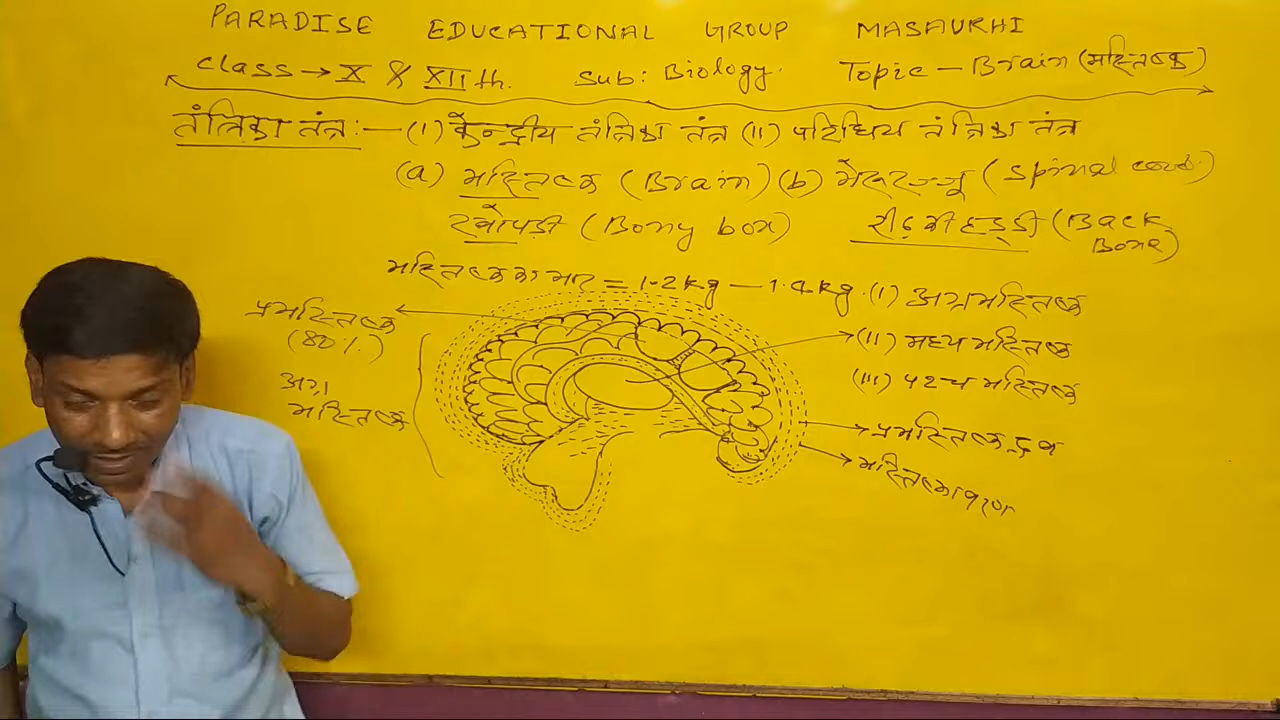 PARADISE EDUCATIONAL GROUP MASAURHI
Class → X & XIIth. Sub: Biology. Topic – Brain (मस्तिष्क)
तंत्रिका तंत्र :— (I) केन्द्रीय तंत्रिका तंत्र (II) परिधिय तंत्रिका तंत्र
(a) मस्तिष्क (Brain) (b) मेरूरज्जू (Spinal cord)
खोपड़ी (Bony box) रीढ़ की हड्डी (Back Bone)
मस्तिष्क का भार = 1.2 kg — 1.4 kg. (I) अग्रमस्तिष्क
प्रमस्तिष्क (80%)
(II) मध्य मस्तिष्क
(III) पश्च मस्तिष्क
अग्र मस्तिष्क
प्रमस्तिष्क
मस्तिष्कावरण